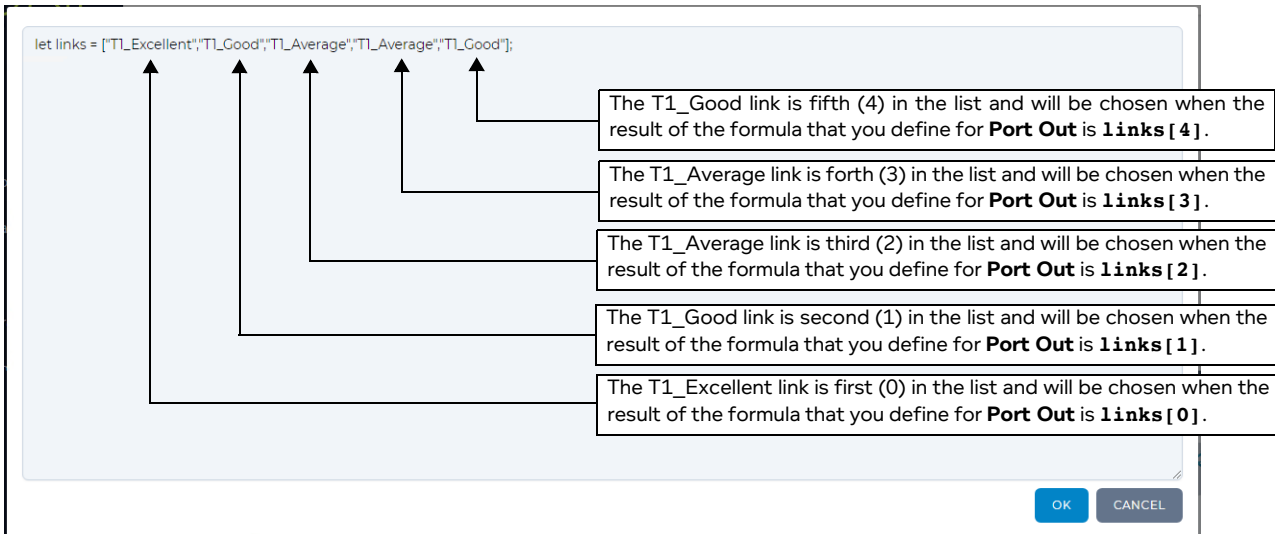 let links = ["T1_Excellent","T1_Good","T1_Average","T1_Average","T1_Good"];
The T1_Good link is fifth (4) in the list and will be chosen when the
result of the formula that you define for Port Out is links[4].
The T1_Average link is forth (3) in the list and will be chosen when the
result of the formula that you define for Port Out is links[3].
The T1_Average link is third (2) in the list and will be chosen when the
result of the formula that you define for Port Out is links[2].
The T1_Good link is second (1) in the list and will be chosen when the
result of the formula that you define for Port Out is links[1].
The T1_Excellent link is first (0) in the list and will be chosen when the
result of the formula that you define for Port Out is links[0].
OK CANCEL